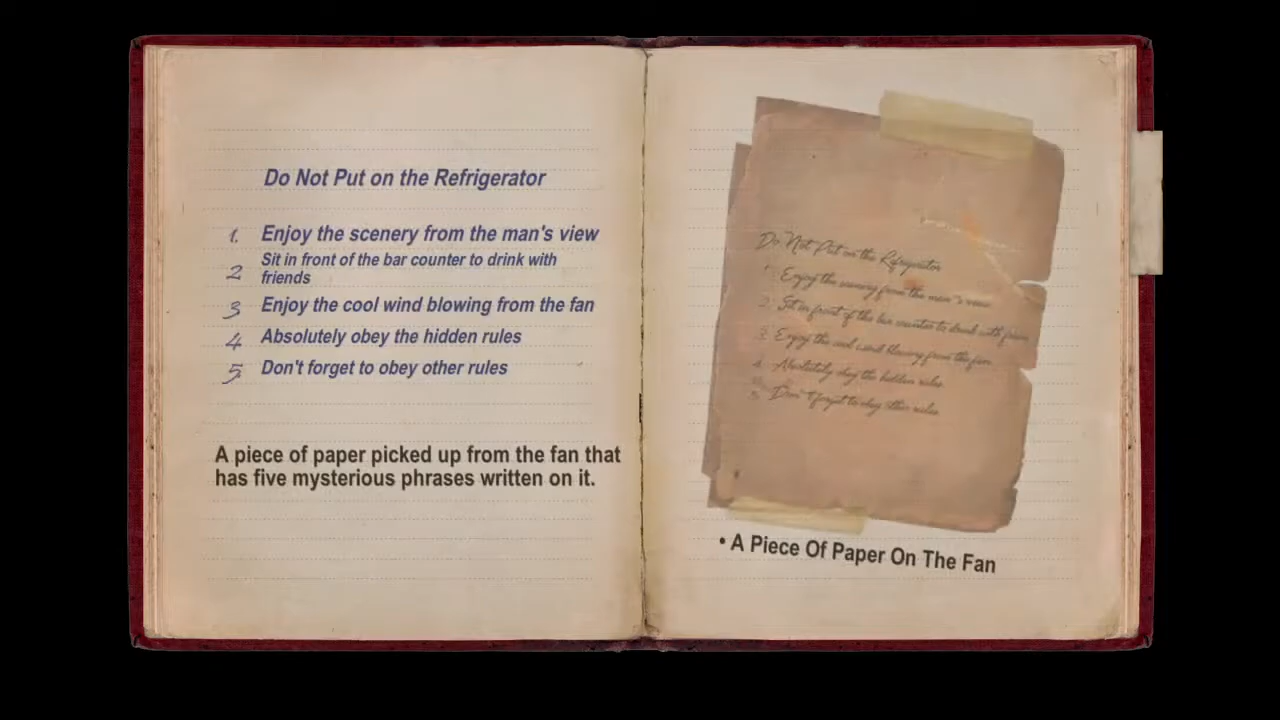 Do Not Put on the Refrigerator
1. Enjoy the scenery from the man's view
2 Sit in front of the bar counter to drink with
friends
3 Enjoy the cool wind blowing from the fan
4 Absolutely obey the hidden rules
5. Don't forget to obey other rules
A piece of paper picked up from the fan that
has five mysterious phrases written on it.
Do Not Put on the Refrigerator
1. Enjoy the scenery from the man's view
2. Sit in front of the bar counter to drink with friends
3. Enjoy the cool wind blowing from the fan
4. Absolutely obey the hidden rules
5. Don't forget to obey other rules
• A Piece Of Paper On The Fan